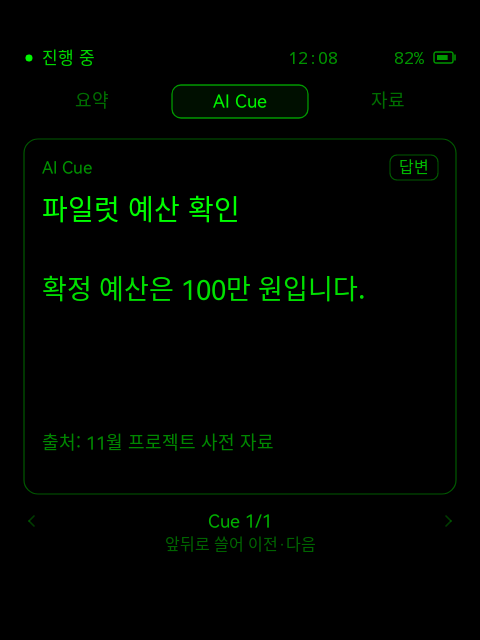 진행 중 12:08 82%
요약 AI Cue 자료
AI Cue 답변
파일럿 예산 확인
확정 예산은 100만 원입니다.
출처: 11월 프로젝트 사전 자료
Cue 1/1
앞뒤로 쓸어 이전·다음